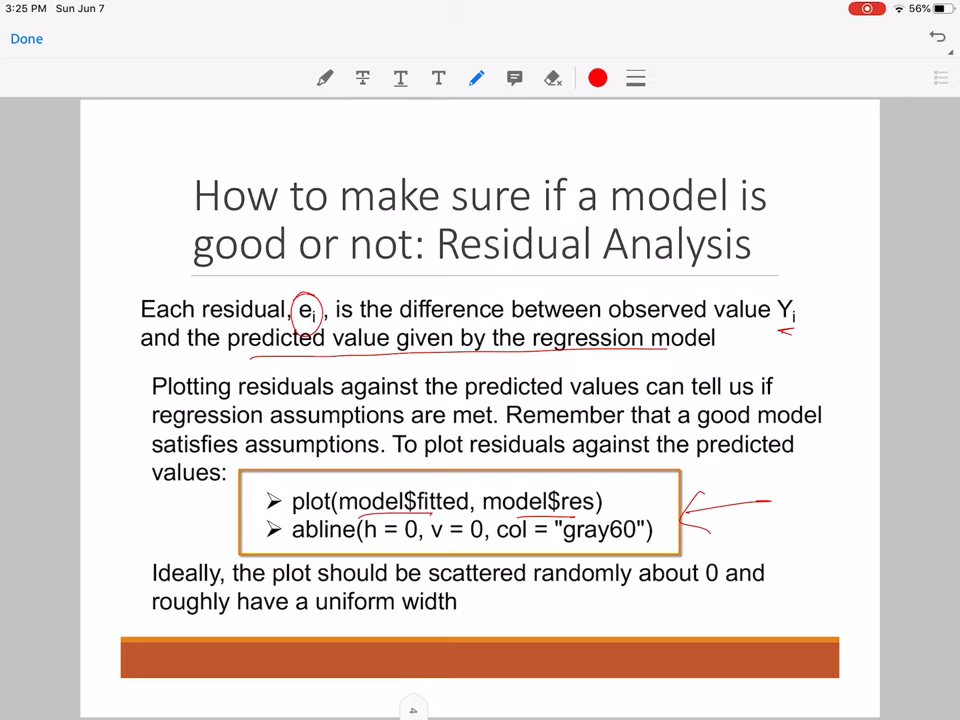 3:25 PM Sun Jun 7
56%
Done
T T T
How to make sure if a model is
good or not: Residual Analysis
Each residual, ei , is the difference between observed value Yi
and the predicted value given by the regression model
Plotting residuals against the predicted values can tell us if
regression assumptions are met. Remember that a good model
satisfies assumptions. To plot residuals against the predicted
values:
➢ plot(model$fitted, model$res)
➢ abline(h = 0, v = 0, col = "gray60")
Ideally, the plot should be scattered randomly about 0 and
roughly have a uniform width
4